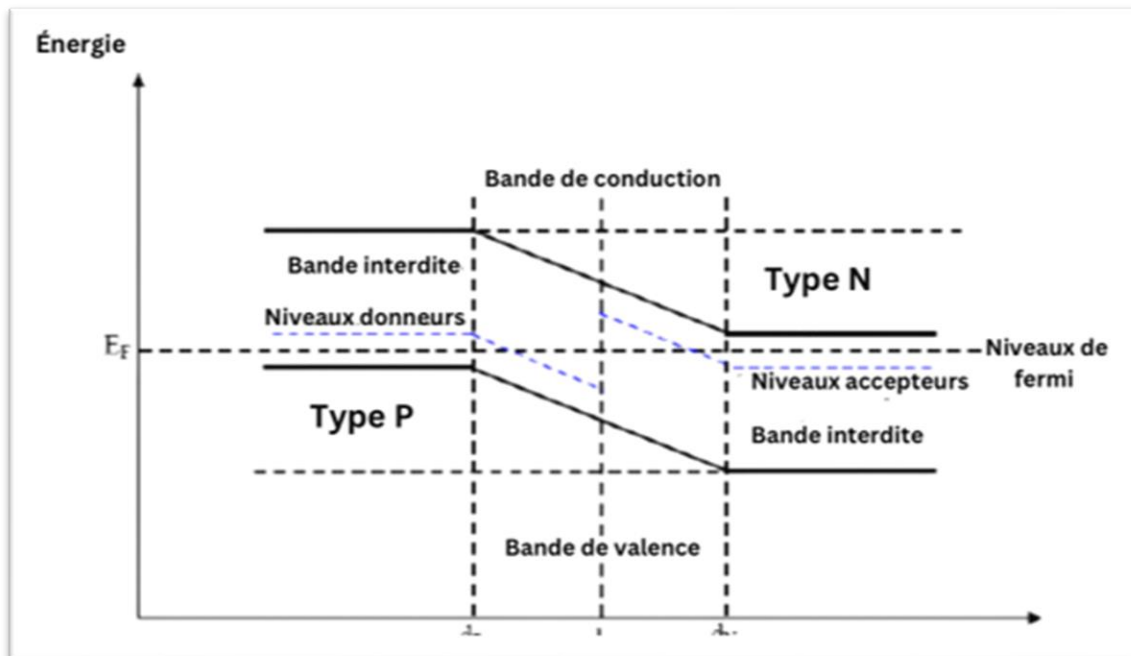 Énergie
Bande de conduction
Bande interdite
Type N
Niveaux donneurs
E_F
Niveaux de
fermi
Niveaux accepteurs
Type P
Bande interdite
Bande de valence